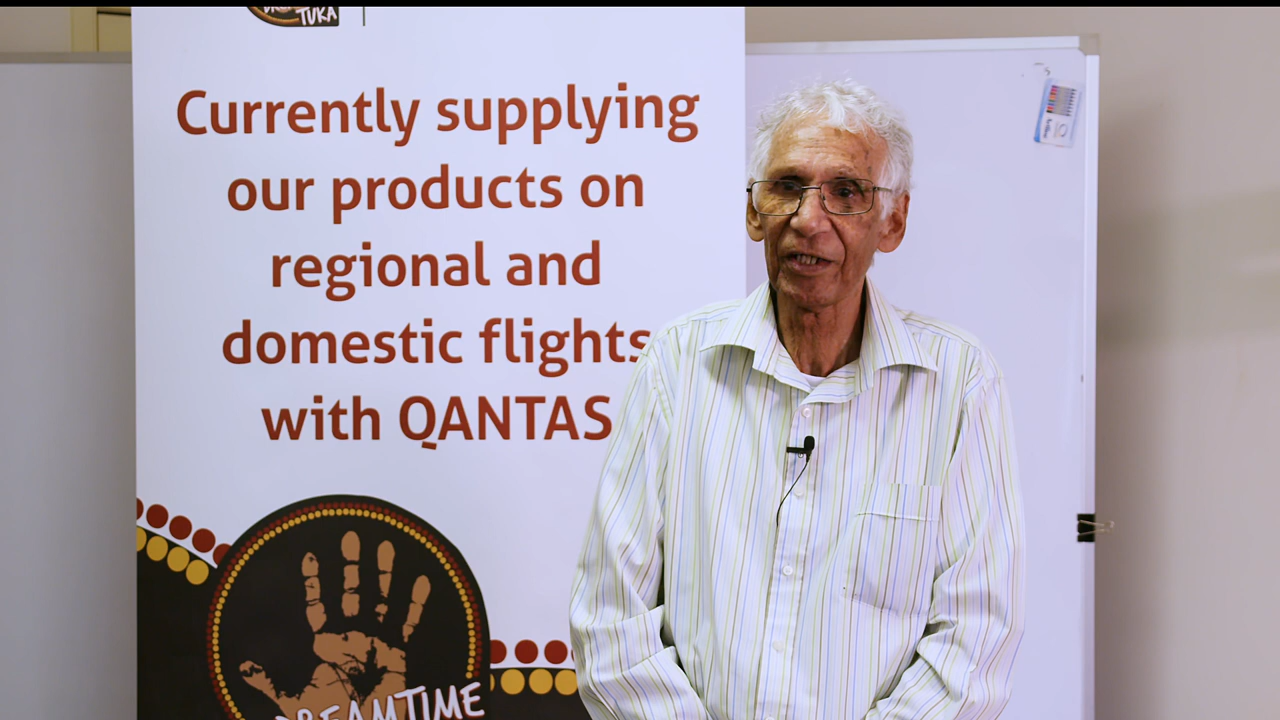 TUKA
Currently supplying
our products on
regional and
domestic flights
with QANTAS
DREAMTIME